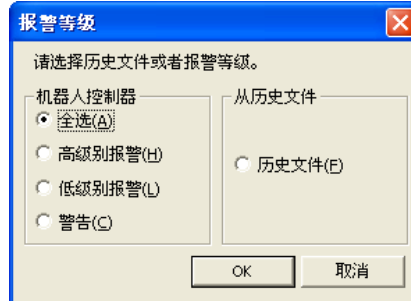 报警等级
请选择历史文件或者报警等级。
机器人控制器
全选(A)
高级别报警(H)
低级别报警(L)
警告(C)
从历史文件
历史文件(F)
OK
取消